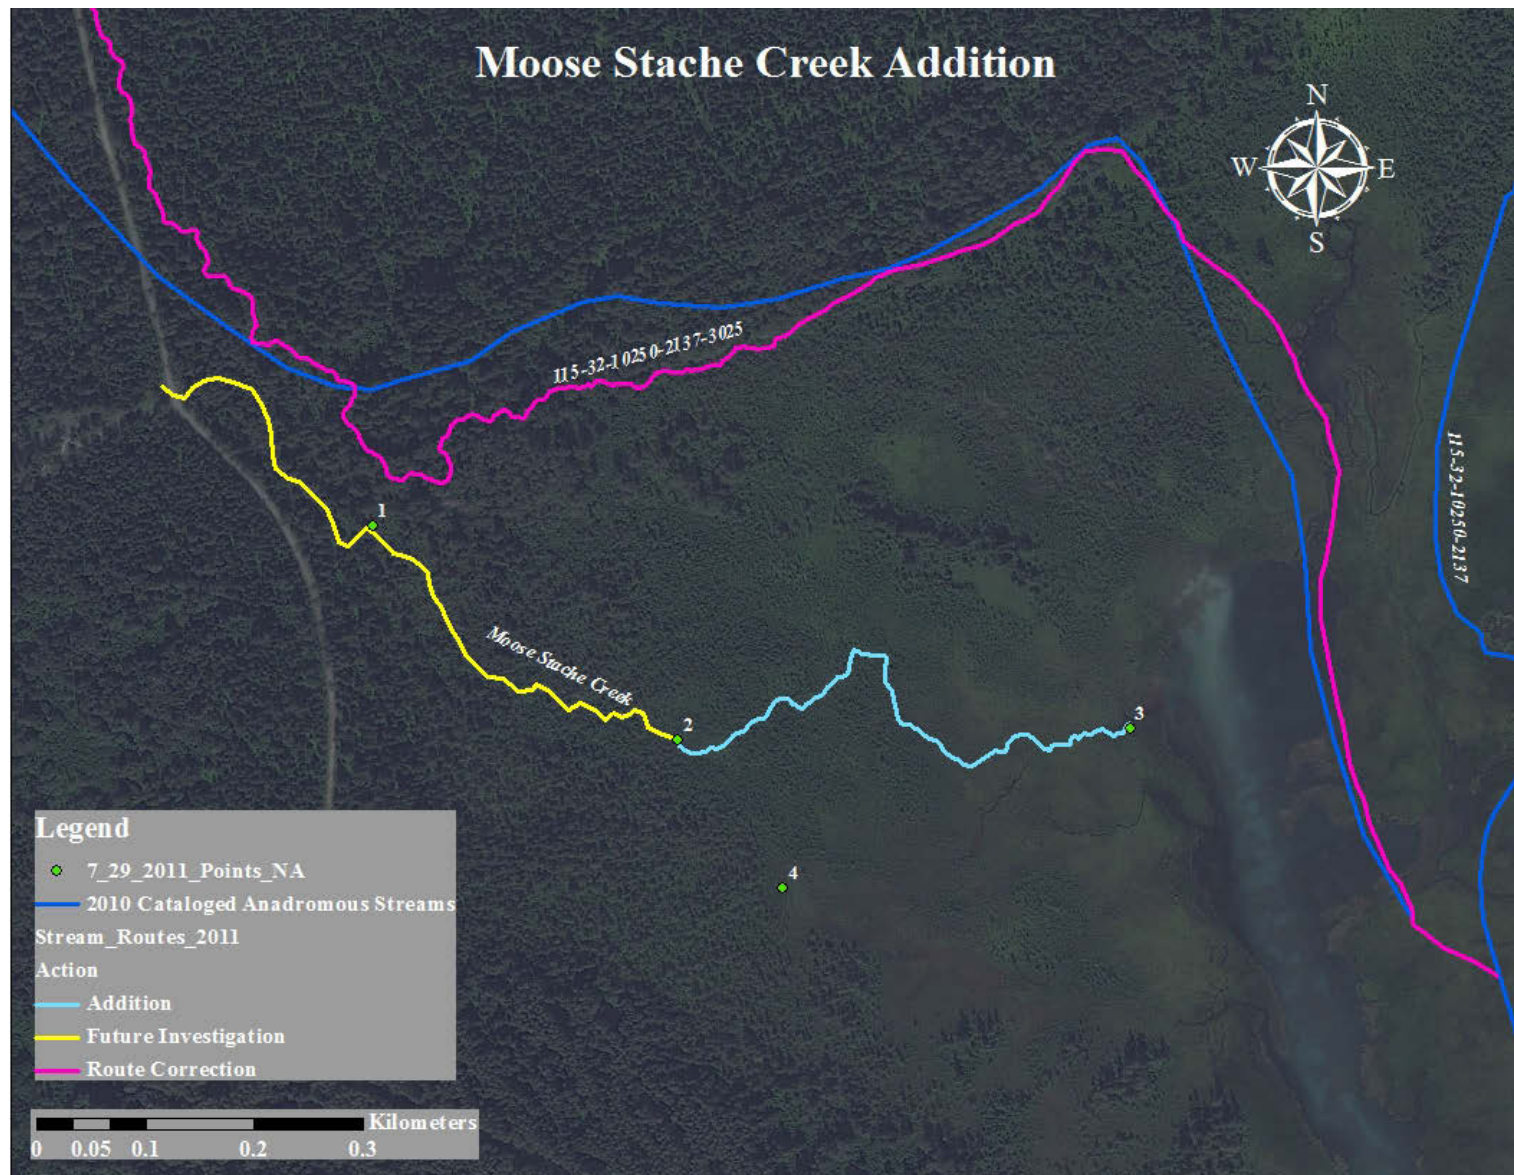 Moose Stache Creek Addition
N
W E
S
115-32-10250-2137-3025
115-32-10250-2137
1
Moose Stache Creek
2
3
4
Legend
7_29_2011_Points_NA
2010 Cataloged Anadromous Streams
Stream_Routes_2011
Action
Addition
Future Investigation
Route Correction
Kilometers
0 0.05 0.1 0.2 0.3